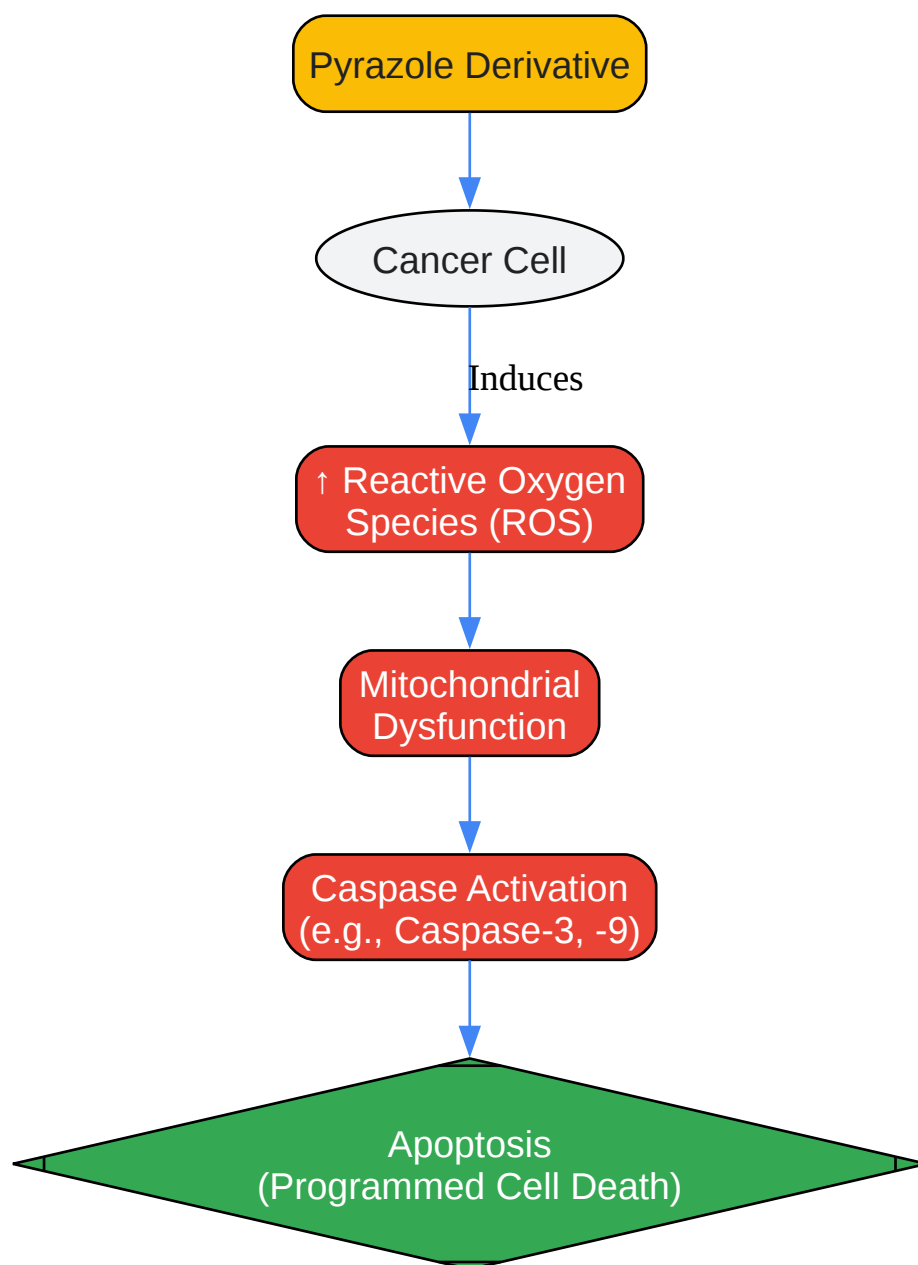 Pyrazole Derivative
Cancer Cell
Induces
↑ Reactive Oxygen
Species (ROS)
Mitochondrial
Dysfunction
Caspase Activation
(e.g., Caspase-3, -9)
Apoptosis
(Programmed Cell Death)